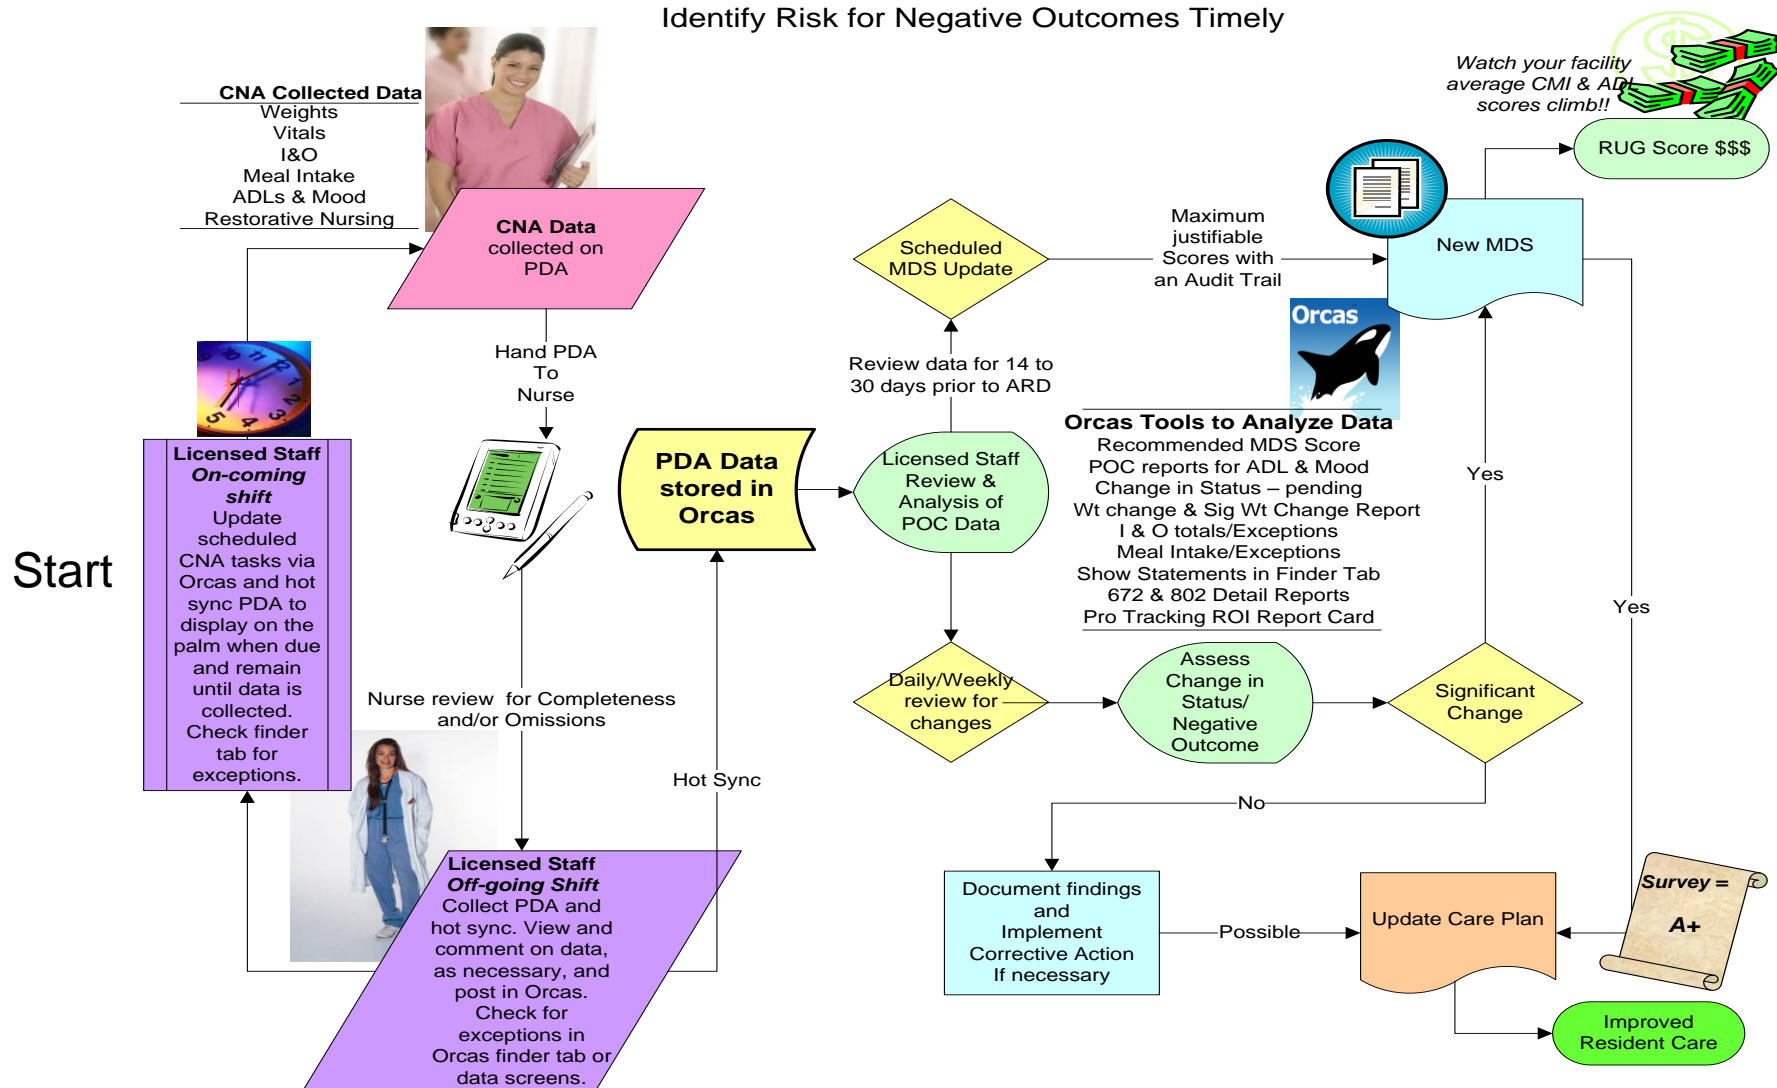 Identify Risk for Negative Outcomes Timely
CNA Collected Data
Weights
Vitals
I&O
Meal Intake
ADLs & Mood
Restorative Nursing
CNA Data
collected on
PDA
Hand PDA
To
Nurse
Start
10
11
12
1
2
3
4
5
Licensed Staff
On-coming
shift
Update
scheduled
CNA tasks via
Orcas and hot
sync PDA to
display on the
palm when due
and remain
until data is
collected.
Check finder
tab for
exceptions.
Nurse review for Completeness
and/or Omissions
Licensed Staff
Off-going Shift
Collect PDA and
hot sync. View and
comment on data,
as necessary, and
post in Orcas.
Check for
exceptions in
Orcas finder tab or
data screens.
Hot Sync
PDA Data
stored in
Orcas
Licensed Staff
Review &
Analysis of
POC Data
Review data for 14 to
30 days prior to ARD
Scheduled
MDS Update
Maximum
justifiable
Scores with
an Audit Trail
New MDS
Watch your facility
average CMI & ADL
scores climb!!
$
RUG Score $$$
Orcas
Orcas Tools to Analyze Data
Recommended MDS Score
POC reports for ADL & Mood
Change in Status – pending
Wt change & Sig Wt Change Report
I & O totals/Exceptions
Meal Intake/Exceptions
Show Statements in Finder Tab
672 & 802 Detail Reports
Pro Tracking ROI Report Card
Daily/Weekly
review for
changes
Assess
Change in
Status/
Negative
Outcome
Significant
Change
Yes
Yes
No
Document findings
and
Implement
Corrective Action
If necessary
Possible
Update Care Plan
Survey =
A+
Improved
Resident Care